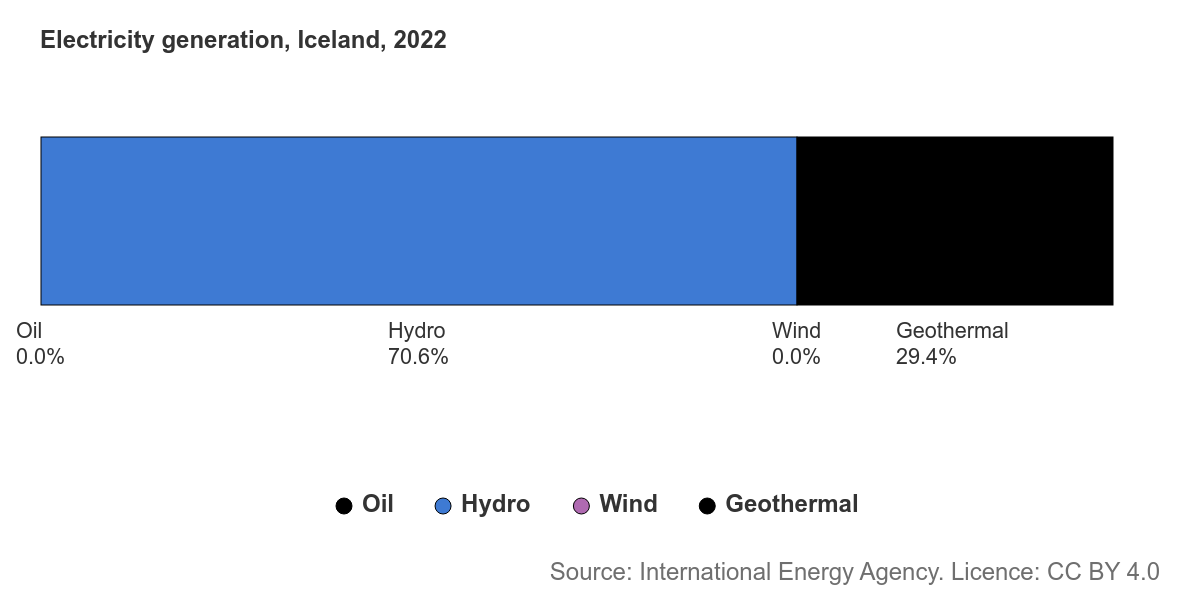 Electricity generation, Iceland, 2022
Oil
0.0%
Hydro
70.6%
Wind
0.0%
Geothermal
29.4%
Oil Hydro Wind Geothermal
Source: International Energy Agency. Licence: CC BY 4.0